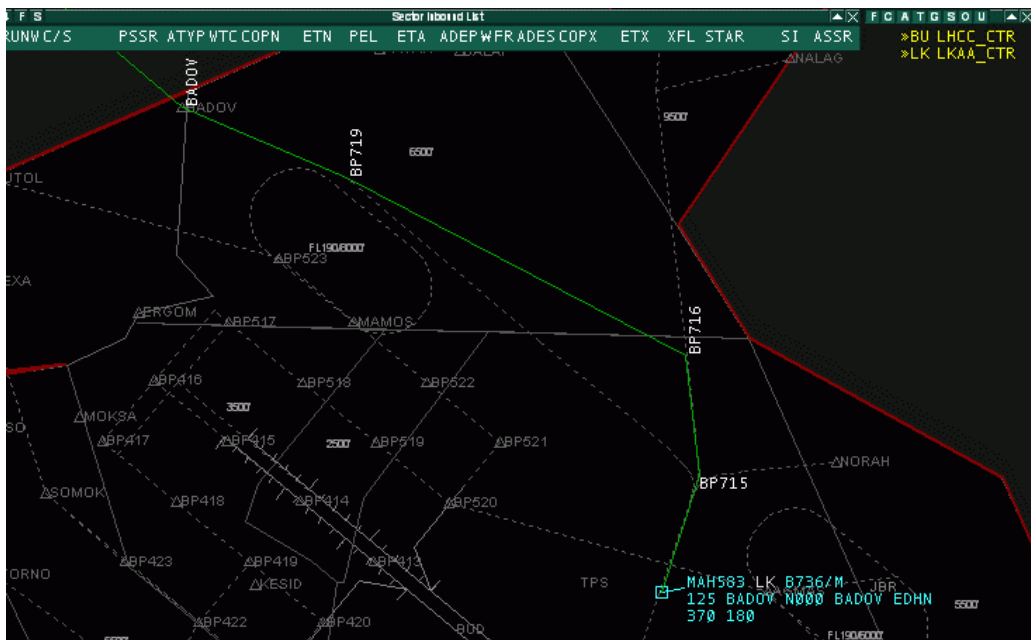 F S Sector Inbound List F C A T G S O U
RUNW C/S PSSR ATYP WTC COPN ETN PEL ETA ADEP WFR ADES COPX ETX XFL STAR SI ASSR
»BU LHCC_CTR
»LK LKAA_CTR
NALAG
BADOV
BADOV
9500'
BP719
6500'
UTOL
FL190/6000'
BP523
EXA
ERGOM
BP517
MAMOS
BP716
BP416
BP518
BP522
3500'
MOKSA
SO
BP417
BP415
2500'
BP519
BP521
NORAH
BP715
SOMOK
BP418
BP414
BP520
BP423
BP419
BP413
ORNO
KESID
TPS
MAH583 LK B736/M
JBR
125 BADOV N000 BADOV EDHN
370 180
5500'
BP422
BP420
BUD
FL190/6000'